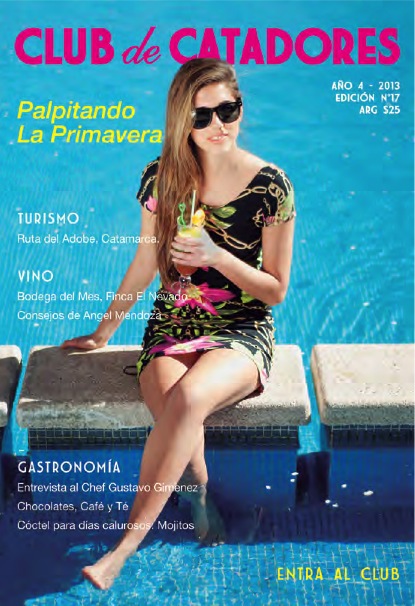 CLUB de CATADORES
AÑO 4 - 2013
EDICIÓN N°17
ARG $25
Palpitando
La Primavera
TURISMO
Ruta del Adobe, Catamarca.
VINO
Bodega del Mes, Finca El Nevado
Consejos de Angel Mendoza
GASTRONOMÍA
Entrevista al Chef Gustavo Gimenez
Chocolates, Café y Té
Cóctel para días calurosos: Mojitos
ENTRA AL CLUB